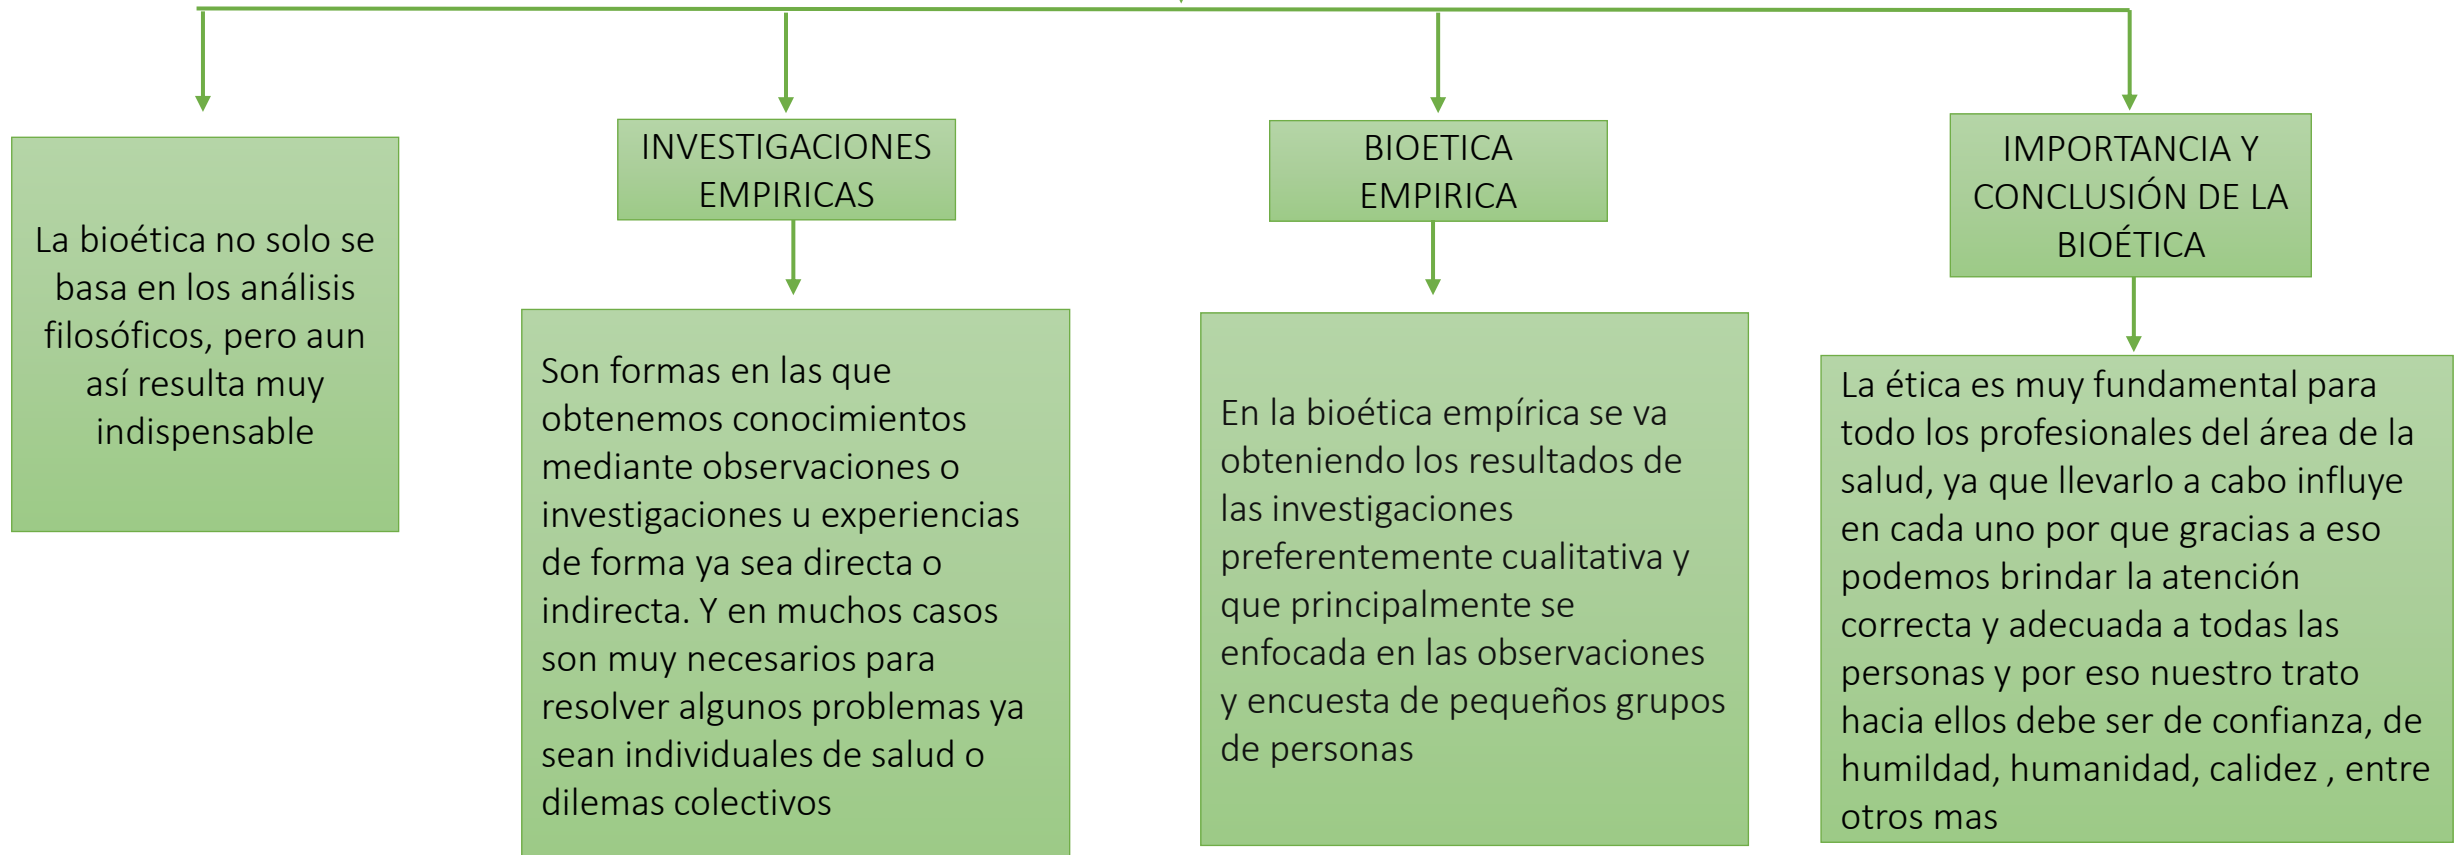 La bioética no solo se
basa en los análisis
filosóficos, pero aun
así resulta muy
indispensable
INVESTIGACIONES
EMPIRICAS
Son formas en las que
obtenemos conocimientos
mediante observaciones o
investigaciones u experiencias
de forma ya sea directa o
indirecta. Y en muchos casos
son muy necesarios para
resolver algunos problemas ya
sean individuales de salud o
dilemas colectivos
BIOETICA
EMPIRICA
En la bioética empírica se va
obteniendo los resultados de
las investigaciones
preferentemente cualitativa y
que principalmente se
enfocada en las observaciones
y encuesta de pequeños grupos
de personas
IMPORTANCIA Y
CONCLUSIÓN DE LA
BIOÉTICA
La ética es muy fundamental para
todo los profesionales del área de la
salud, ya que llevarlo a cabo influye
en cada uno por que gracias a eso
podemos brindar la atención
correcta y adecuada a todas las
personas y por eso nuestro trato
hacia ellos debe ser de confianza, de
humildad, humanidad, calidez , entre
otros mas